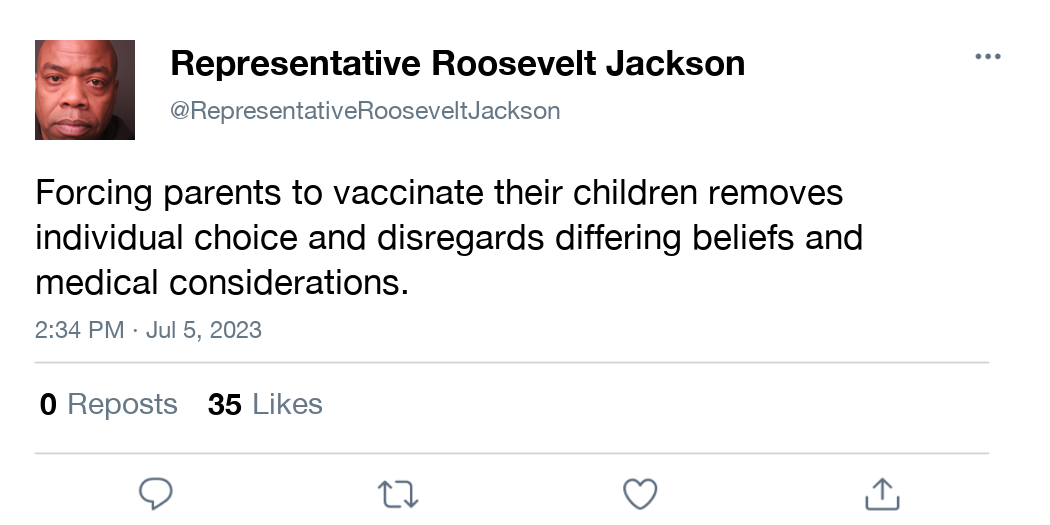 Representative Roosevelt Jackson
@RepresentativeRooseveltJackson
Forcing parents to vaccinate their children removes
individual choice and disregards differing beliefs and
medical considerations.
2:34 PM · Jul 5, 2023
0 Reposts 35 Likes